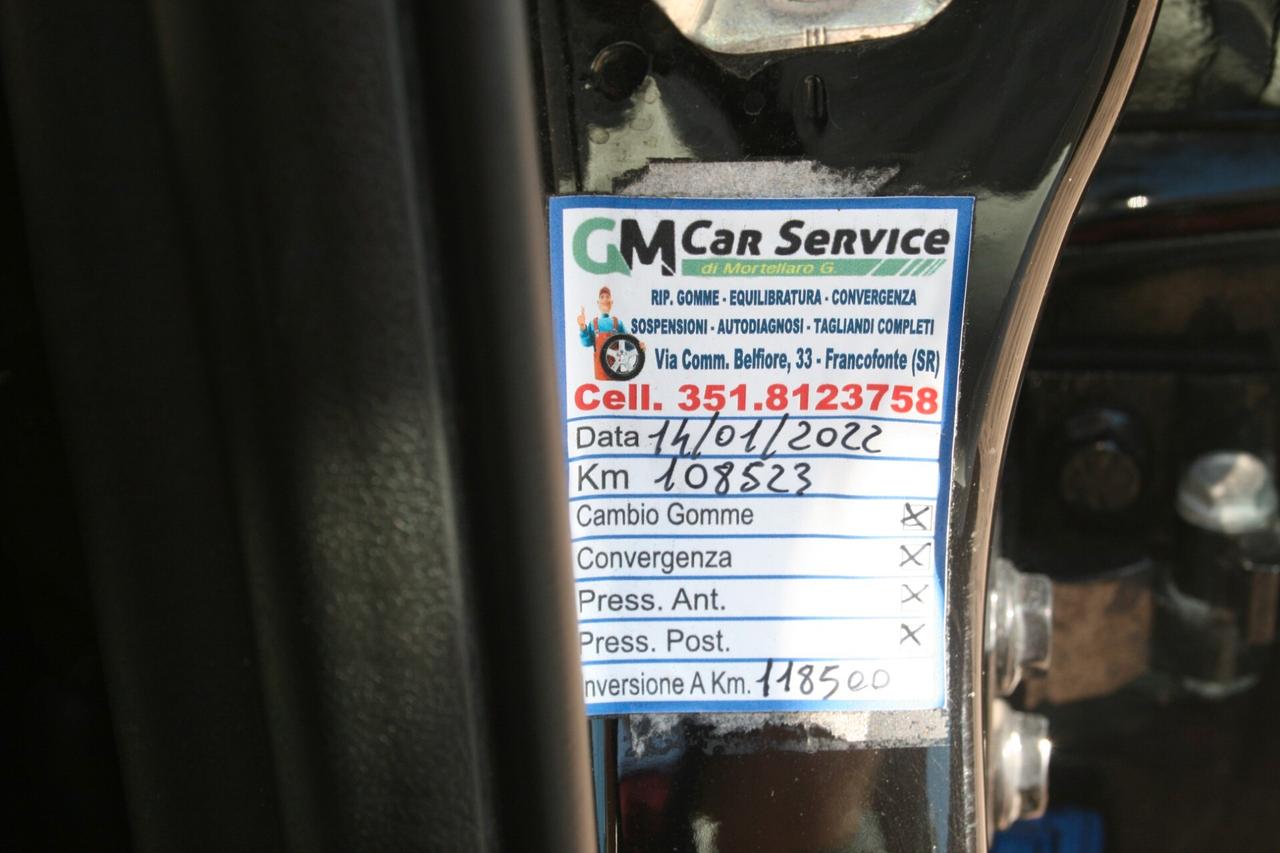 GM Car Service
di Mortellaro G.
RIP. GOMME - EQUILIBRATURA - CONVERGENZA
SOSPENSIONI - AUTODIAGNOSI - TAGLIANDI COMPLETI
Via Comm. Belfiore, 33 - Francofonte (SR)
Cell. 351.8123758
Data 14/01/2022
Km 108523
Cambio Gomme X
Convergenza X
Press. Ant. X
Press. Post. X
nversione A Km. 118500